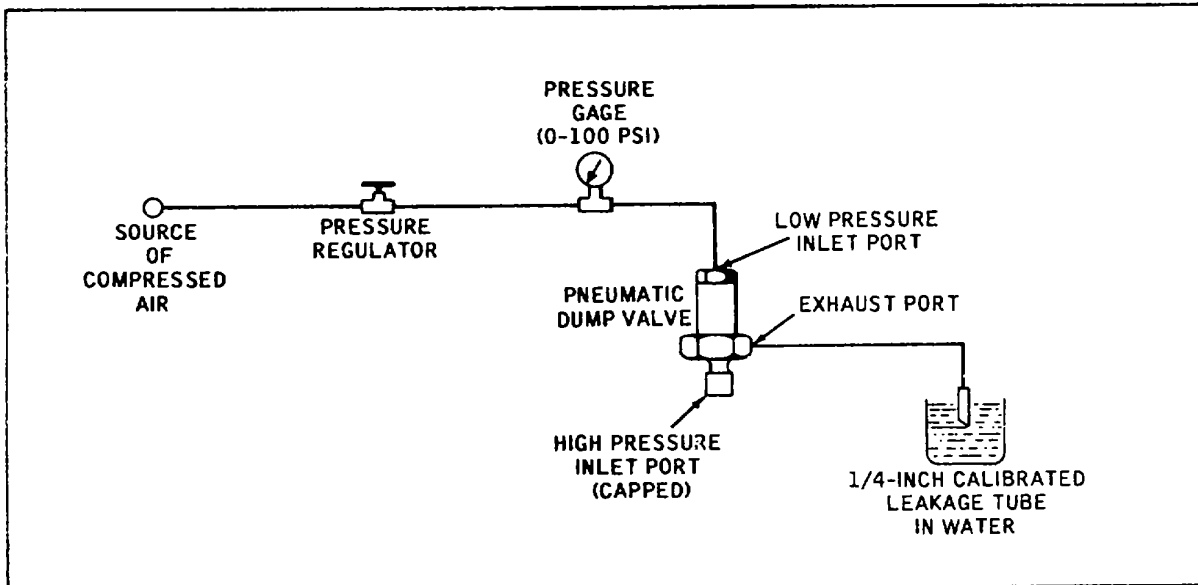 PRESSURE
GAGE
(0-100 PSI)
SOURCE
OF
COMPRESSED
AIR
PRESSURE
REGULATOR
LOW PRESSURE
INLET PORT
PNEUMATIC
DUMP VALVE
EXHAUST PORT
HIGH PRESSURE
INLET PORT
(CAPPED)
1/4-INCH CALIBRATED
LEAKAGE TUBE
IN WATER